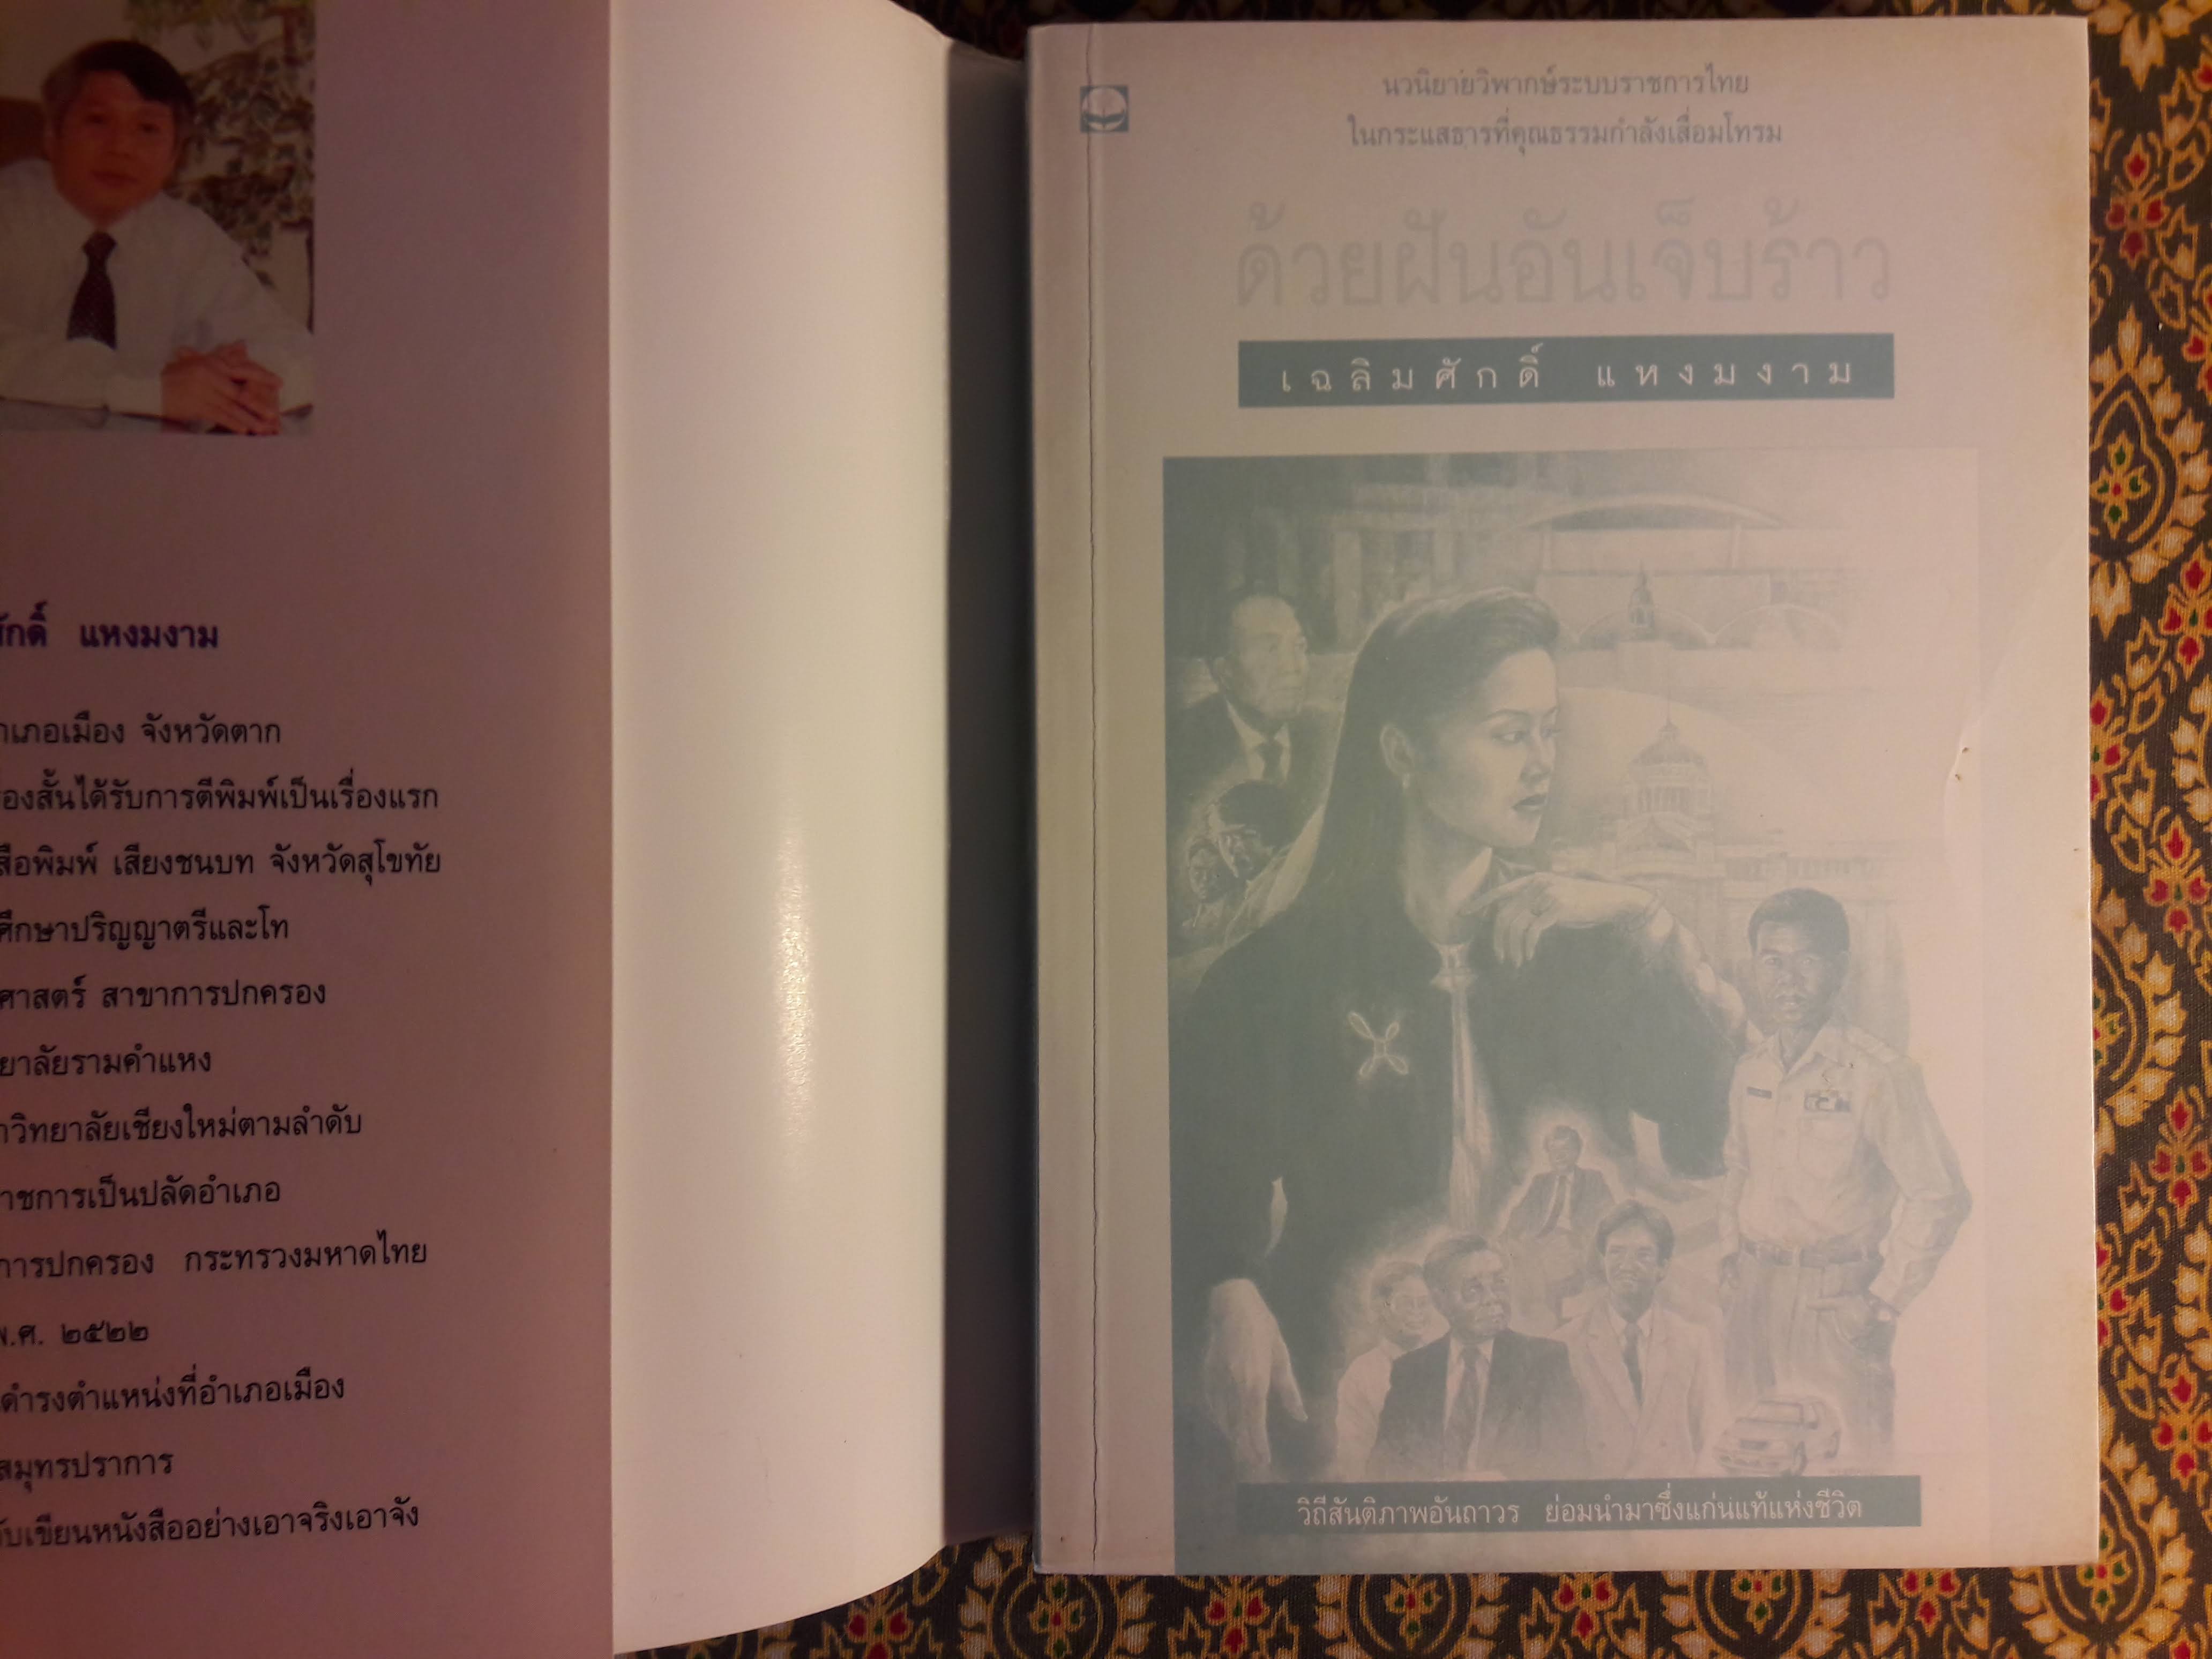 แหงมงาม
อำเภอเมือง จังหวัดตาก
ได้รับการตีพิมพ์เป็นเรื่องแรก
เสียงชนบท จังหวัดสุโขทัย
ศึกษาปริญญาตรีและโท
ศาสตร์ สาขาการปกครอง
ยาลัยรามคำแหง
วิทยาลัยเชียงใหม่ตามลำดับ
ราชการเป็นปลัดอำเภอ
การปกครอง กระทรวงมหาดไทย
พ.ศ. ๒๕๒๒
ดำรงตำแหน่งที่อำเภอเมือง
สมุทรปราการ
เขียนหนังสืออย่างเอาจริงเอาจัง
นวนิยายวิพากษ์ระบบราชการไทย
ในกระแสธารที่คุณธรรมกำลังเสื่อมโทรม
ด้วยฝันอันเจ็บร้าว
เฉลิมศักดิ์ แหงมงาม
วิถีสันติภาพอันถาวร ย่อมนำมาซึ่งแก่นแท้แห่งชีวิต